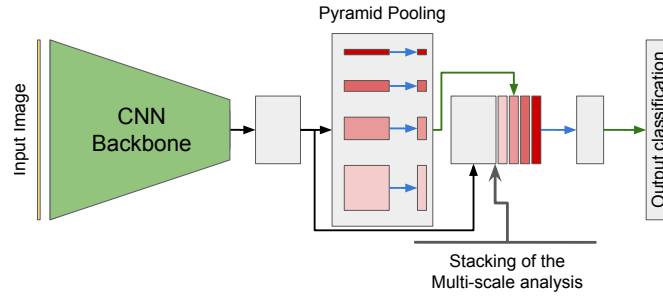 Pyramid Pooling
Input Image
CNN
Backbone
Output classification
Stacking of the
Multi-scale analysis